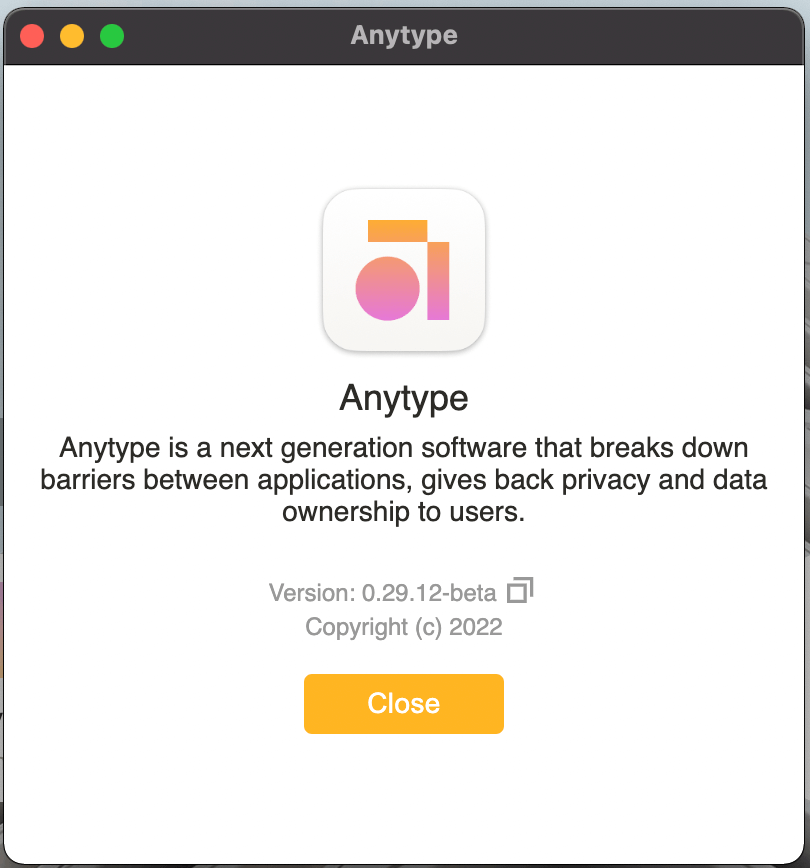 Anytype
Anytype
Anytype is a next generation software that breaks down
barriers between applications, gives back privacy and data
ownership to users.
Version: 0.29.12-beta
Copyright (c) 2022
Close